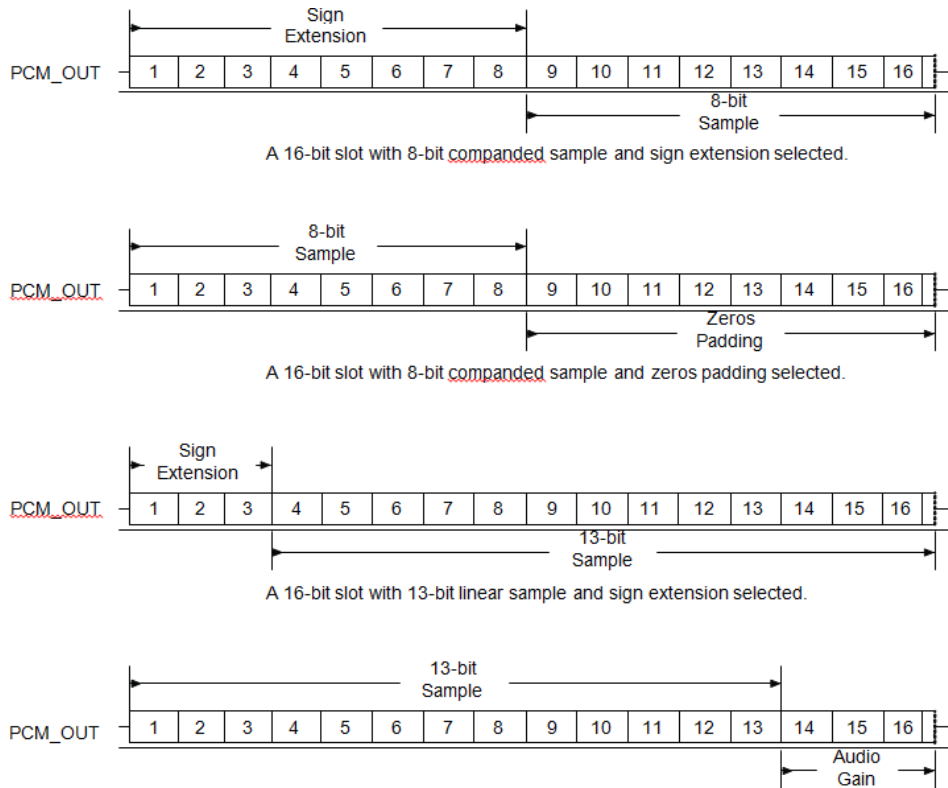 Sign
Extension
PCM_OUT 1 2 3 4 5 6 7 8 9 10 11 12 13 14 15 16
8-bit
Sample
A 16-bit slot with 8-bit companded sample and sign extension selected.
8-bit
Sample
PCM_OUT 1 2 3 4 5 6 7 8 9 10 11 12 13 14 15 16
Zeros
Padding
A 16-bit slot with 8-bit companded sample and zeros padding selected.
Sign
Extension
PCM_OUT 1 2 3 4 5 6 7 8 9 10 11 12 13 14 15 16
13-bit
Sample
A 16-bit slot with 13-bit linear sample and sign extension selected.
13-bit
Sample
PCM_OUT 1 2 3 4 5 6 7 8 9 10 11 12 13 14 15 16
Audio
Gain